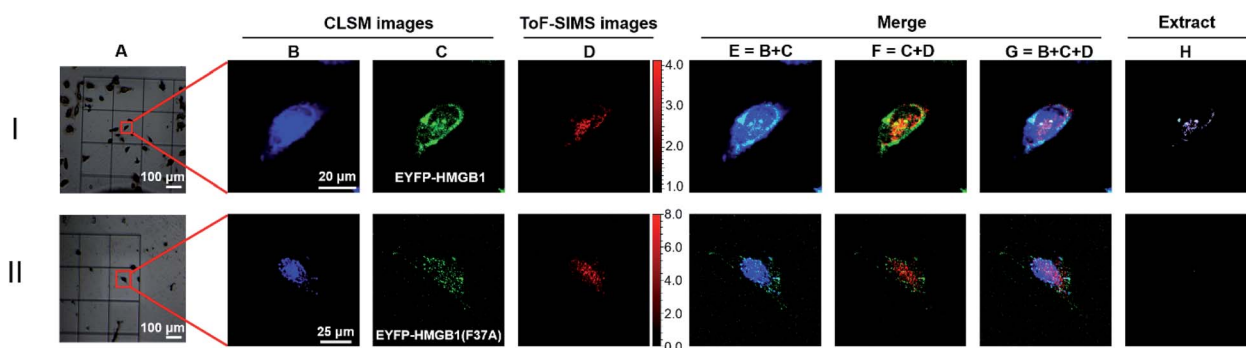 CLSM images ToF-SIMS images Merge Extract
A B C D E = B+C F = C+D G = B+C+D H
I
100 µm
20 µm
EYFP-HMGB1
4.0
3.0
2.0
1.0
II
100 µm
25 µm
EYFP-HMGB1(F37A)
8.0
6.0
4.0
2.0
0.0